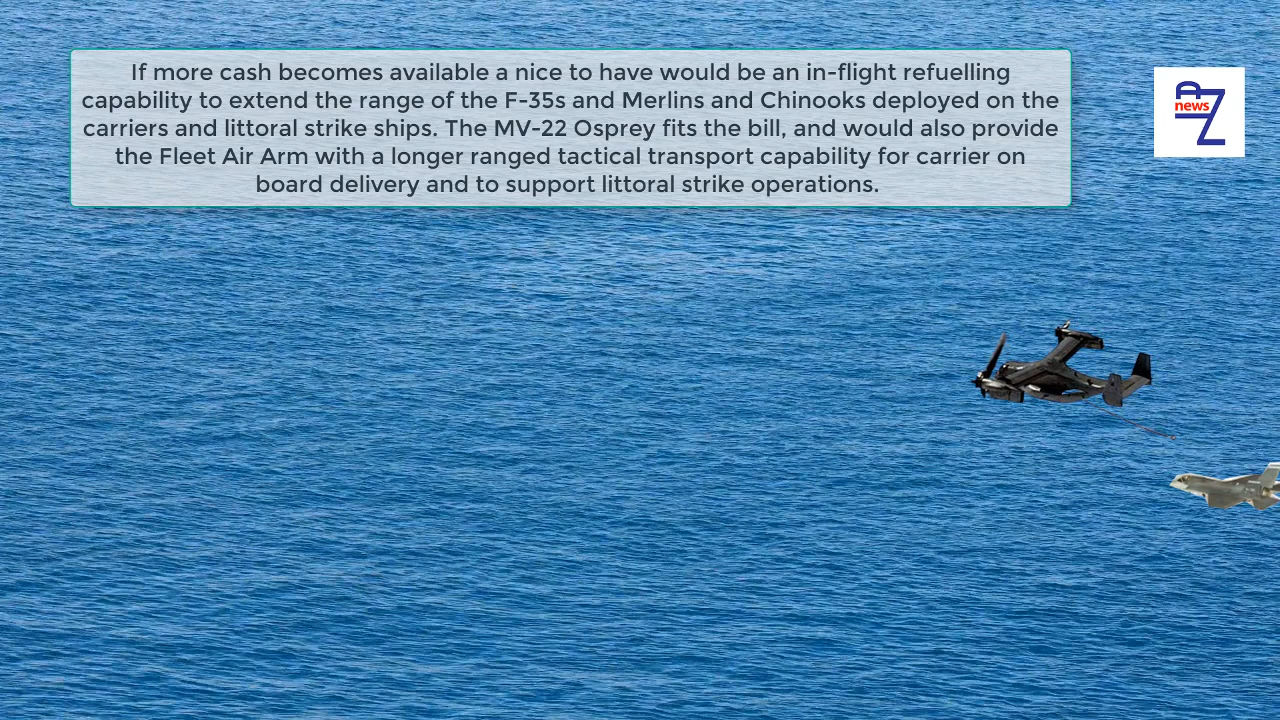 If more cash becomes available a nice to have would be an in-flight refuelling
capability to extend the range of the F-35s and Merlins and Chinooks deployed on the
carriers and littoral strike ships. The MV-22 Osprey fits the bill, and would also provide
the Fleet Air Arm with a longer ranged tactical transport capability for carrier on
board delivery and to support littoral strike operations.
A
news
Z